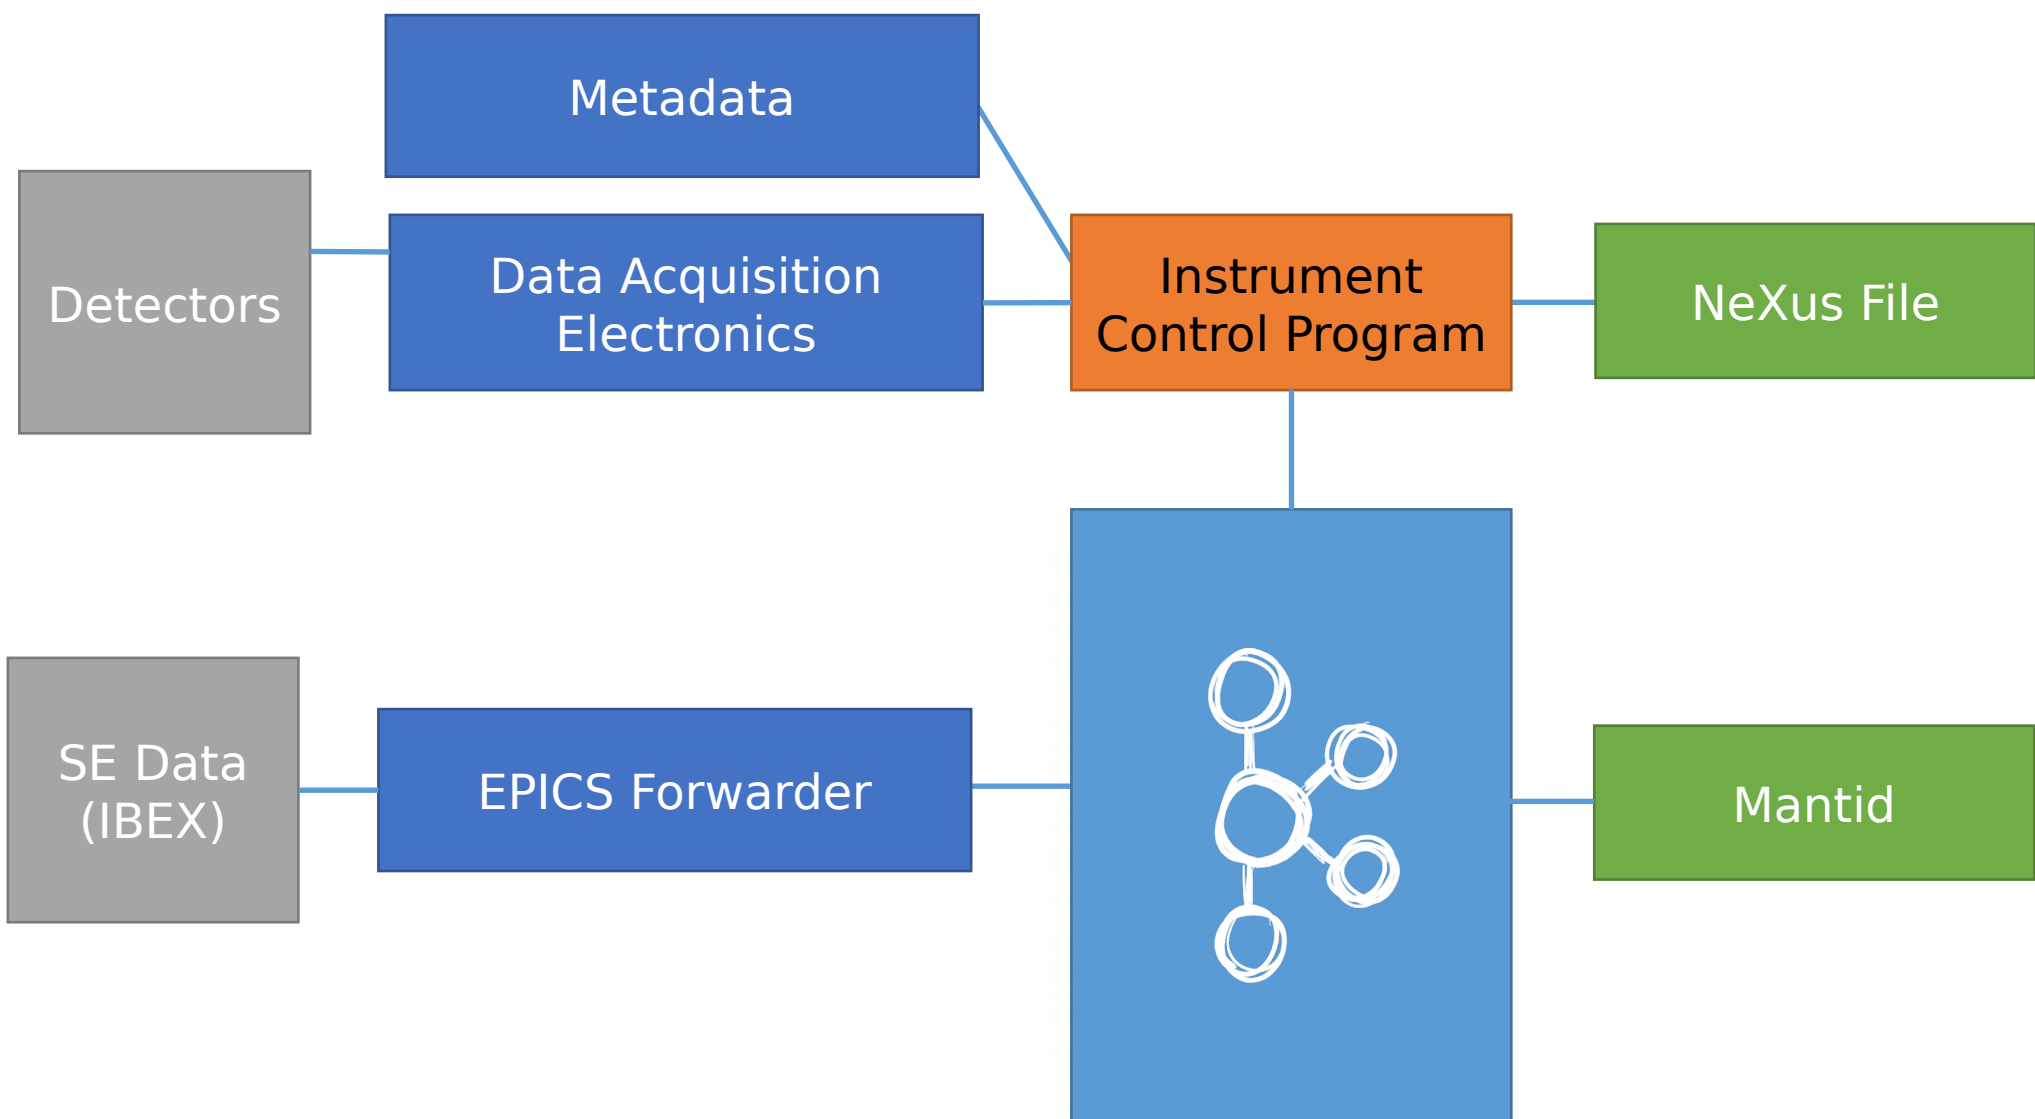 Metadata
Detectors
Data Acquisition
Electronics
Instrument
Control Program
NeXus File
SE Data
(IBEX)
EPICS Forwarder
Mantid